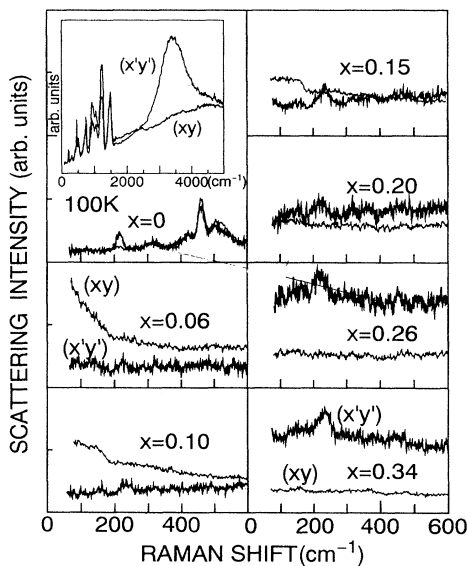 SCATTERING INTENSITY (arb. units)
arb. units'
(x'y')
(xy)
0 2000 4000 (cm⁻¹)
100K
x=0
(xy)
x=0.06
(x'y')
x=0.10
x=0.15
x=0.20
x=0.26
(x'y')
(xy)
x=0.34
0 200 400 0 200 400 600
RAMAN SHIFT(cm⁻¹)